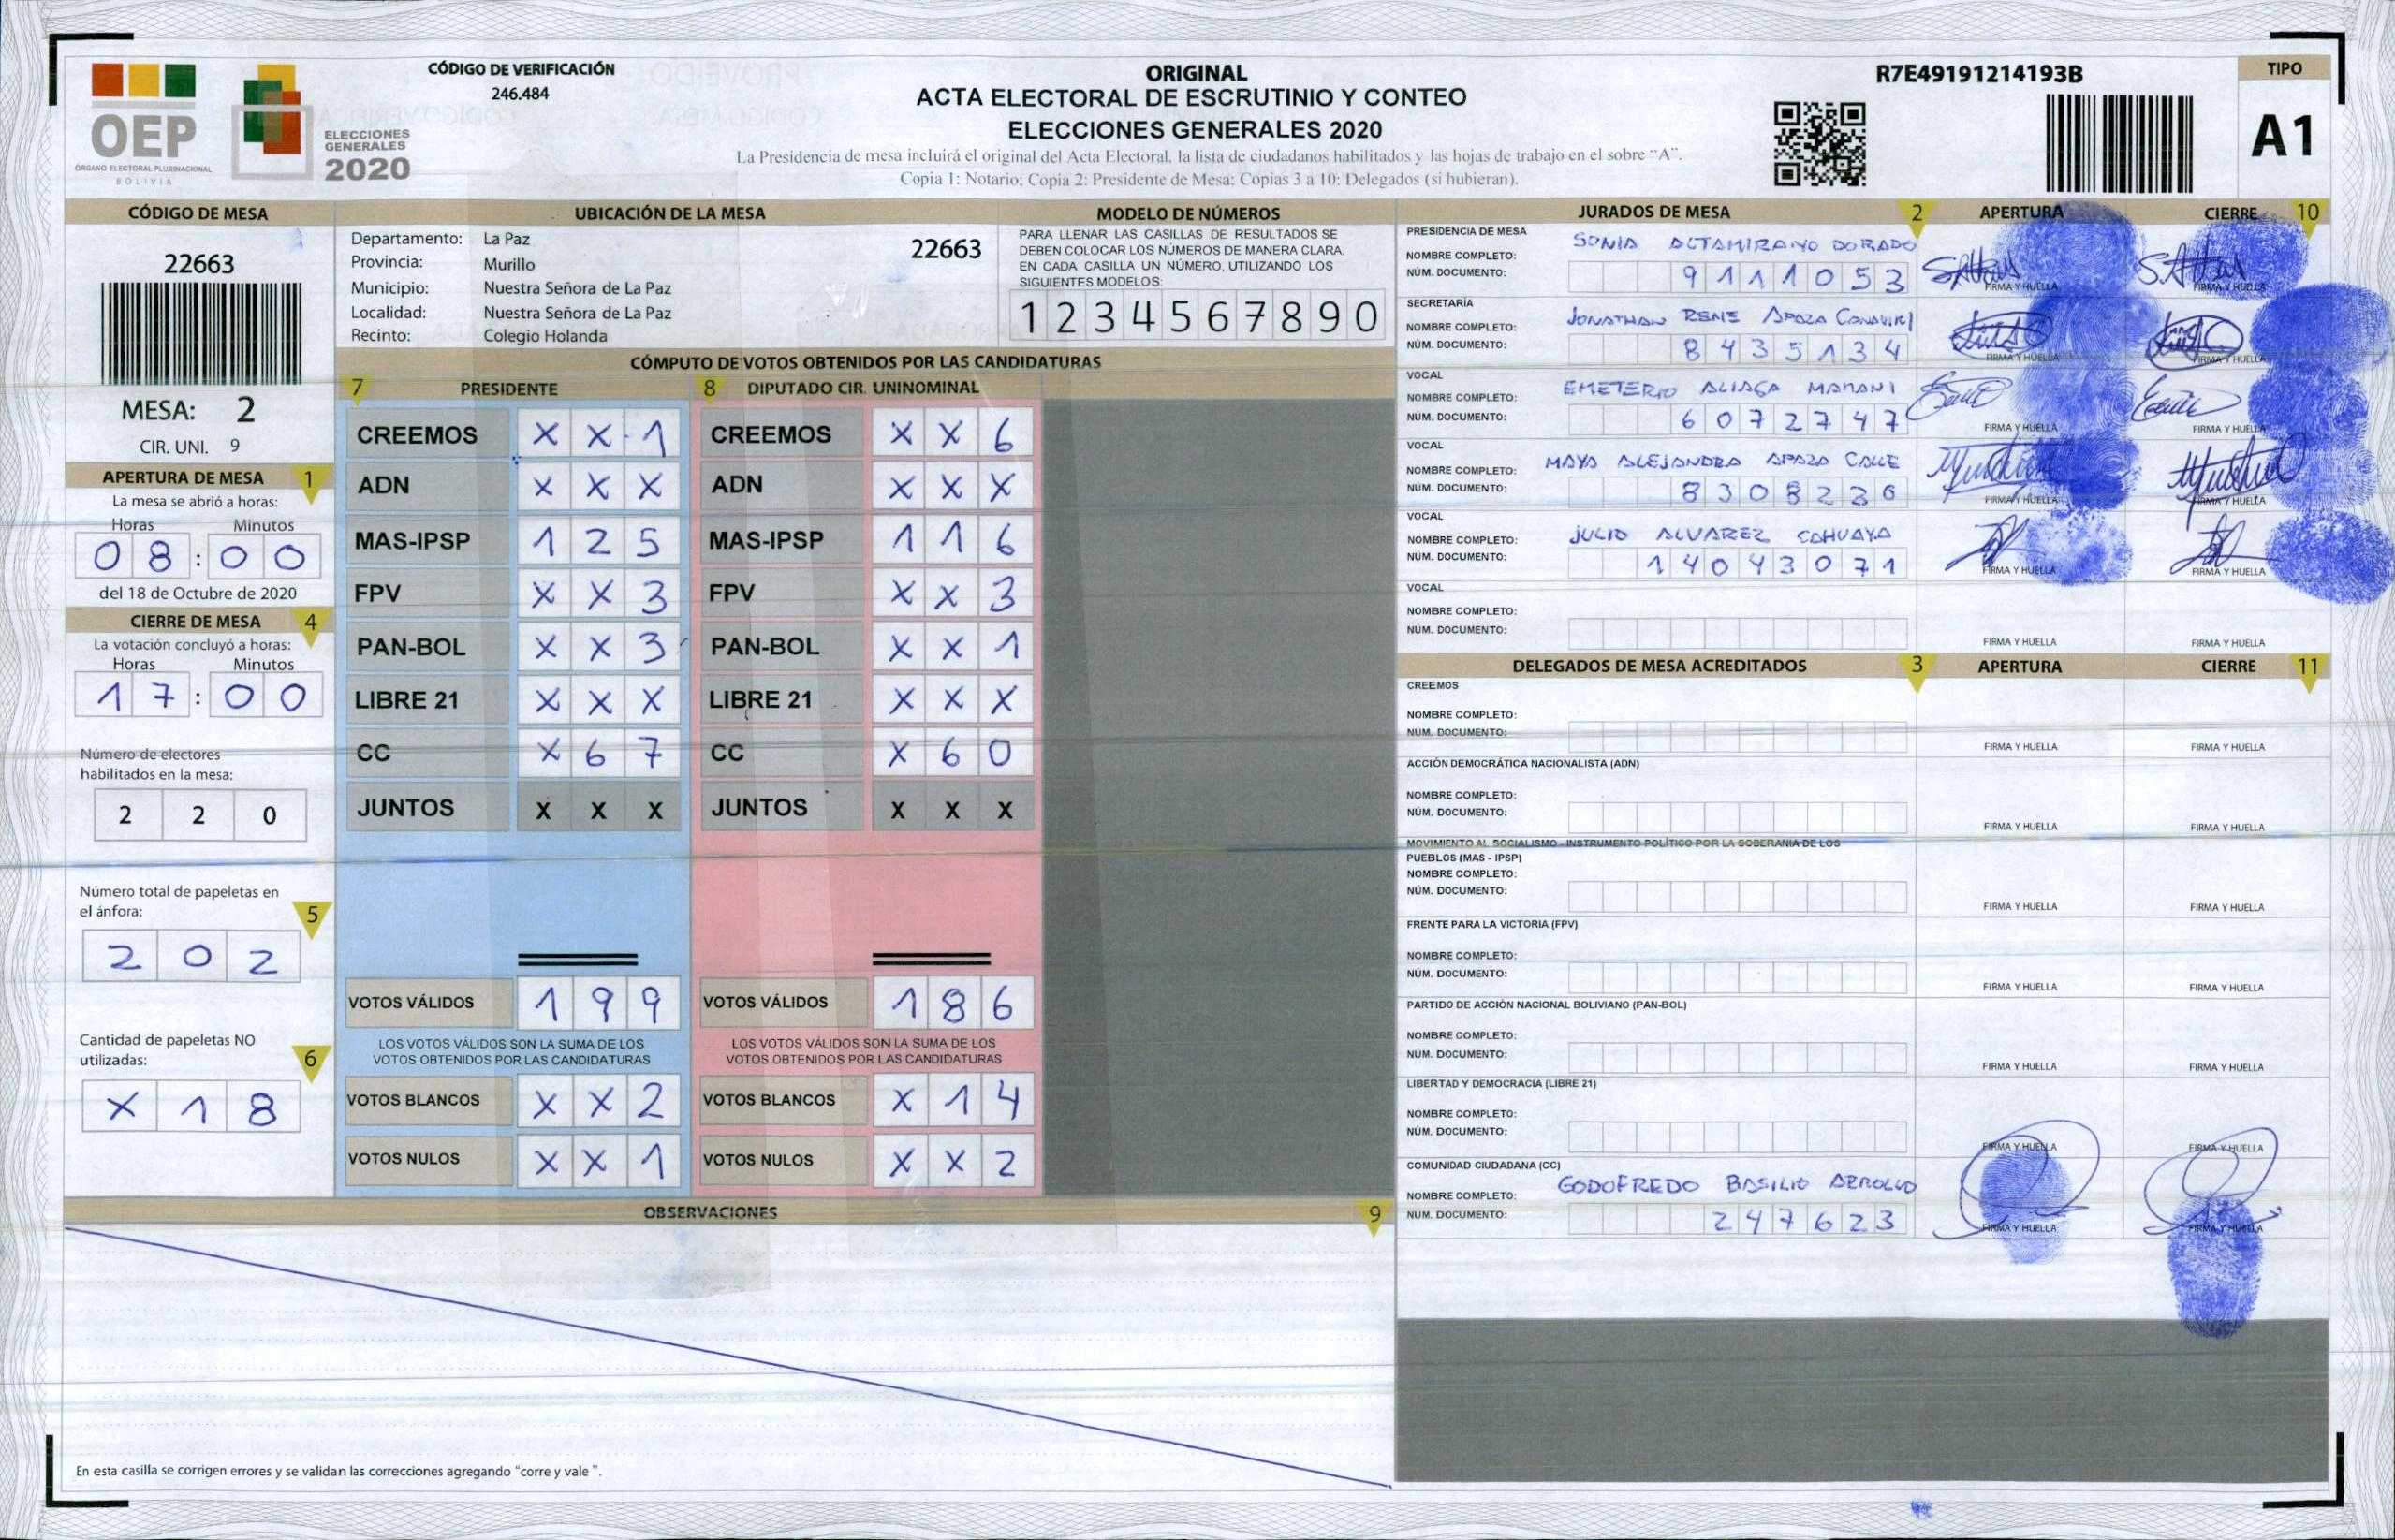 OEP
ÓRGANO ELECTORAL PLURINACIONAL
BOLIVIA
ELECCIONES
GENERALES
2020
CÓDIGO DE VERIFICACIÓN
246.484
ORIGINAL
ACTA ELECTORAL DE ESCRUTINIO Y CONTEO
ELECCIONES GENERALES 2020
La Presidencia de mesa incluirá el original del Acta Electoral, la lista de ciudadanos habilitados y las hojas de trabajo en el sobre "A".
Copia 1: Notario; Copia 2: Presidente de Mesa; Copias 3 a 10: Delegados (si hubieran).
R7E49191214193B
TIPO
A1
CÓDIGO DE MESA
22663
MESA: 2
CIR. UNI. 9
APERTURA DE MESA 1
La mesa se abrió a horas:
Horas Minutos
0 8 : 0 0
del 18 de Octubre de 2020
CIERRE DE MESA 4
La votación concluyó a horas:
Horas Minutos
1 7 : 0 0
Número de electores
habilitados en la mesa:
2 2 0
Número total de papeletas en
el ánfora: 5
2 0 2
Cantidad de papeletas NO
utilizadas: 6
X 1 8
UBICACIÓN DE LA MESA
Departamento: La Paz 22663
Provincia: Murillo
Municipio: Nuestra Señora de La Paz
Localidad: Nuestra Señora de La Paz
Recinto: Colegio Holanda
MODELO DE NÚMEROS
PARA LLENAR LAS CASILLAS DE RESULTADOS SE
DEBEN COLOCAR LOS NÚMEROS DE MANERA CLARA.
EN CADA CASILLA UN NÚMERO, UTILIZANDO LOS
SIGUIENTES MODELOS:
1 2 3 4 5 6 7 8 9 0
CÓMPUTO DE VOTOS OBTENIDOS POR LAS CANDIDATURAS
7 PRESIDENTE 8 DIPUTADO CIR. UNINOMINAL
CREEMOS X X 1 CREEMOS X X 6
ADN X X X ADN X X X
MAS-IPSP 1 2 5 MAS-IPSP 1 1 6
FPV X X 3 FPV X X 3
PAN-BOL X X 3 PAN-BOL X X 1
LIBRE 21 X X X LIBRE 21 X X X
CC X 6 7 CC X 6 0
JUNTOS X X X JUNTOS X X X
VOTOS VÁLIDOS 1 9 9 VOTOS VÁLIDOS 1 8 6
LOS VOTOS VÁLIDOS SON LA SUMA DE LOS LOS VOTOS VÁLIDOS SON LA SUMA DE LOS
VOTOS OBTENIDOS POR LAS CANDIDATURAS VOTOS OBTENIDOS POR LAS CANDIDATURAS
VOTOS BLANCOS X X 2 VOTOS BLANCOS X 1 4
VOTOS NULOS X X 1 VOTOS NULOS X X 2
OBSERVACIONES 9
En esta casilla se corrigen errores y se validan las correcciones agregando "corre y vale ".
JURADOS DE MESA 2 APERTURA CIERRE 10
PRESIDENCIA DE MESA
NOMBRE COMPLETO: SONIA ALTAMIRANO DORADO
NÚM. DOCUMENTO: 9 1 1 1 0 5 3
FIRMA Y HUELLA FIRMA Y HUELLA
SECRETARÍA
NOMBRE COMPLETO: JONATHAN RENE APAZA
NÚM. DOCUMENTO: 8 4 3 5 1 3 4
FIRMA Y HUELLA FIRMA Y HUELLA
VOCAL
NOMBRE COMPLETO: EMETERIO ALIAGA MAMANI
NÚM. DOCUMENTO: 6 0 7 2 7 4 7
FIRMA Y HUELLA FIRMA Y HUELLA
VOCAL
NOMBRE COMPLETO: MAYA ALEJANDRA APAZA CALLE
NÚM. DOCUMENTO: 8 3 0 8 2 3 6
FIRMA Y HUELLA FIRMA Y HUELLA
VOCAL
NOMBRE COMPLETO: JULIO ALVAREZ CAHUAYA
NÚM. DOCUMENTO: 1 4 0 4 3 0 7 1
FIRMA Y HUELLA FIRMA Y HUELLA
VOCAL
NOMBRE COMPLETO:
NÚM. DOCUMENTO:
FIRMA Y HUELLA FIRMA Y HUELLA
DELEGADOS DE MESA ACREDITADOS 3 APERTURA CIERRE 11
CREEMOS
NOMBRE COMPLETO:
NÚM. DOCUMENTO:
FIRMA Y HUELLA FIRMA Y HUELLA
ACCIÓN DEMOCRÁTICA NACIONALISTA (ADN)
NOMBRE COMPLETO:
NÚM. DOCUMENTO:
FIRMA Y HUELLA FIRMA Y HUELLA
MOVIMIENTO AL SOCIALISMO - INSTRUMENTO POLÍTICO POR LA SOBERANIA DE LOS
PUEBLOS (MAS - IPSP)
NOMBRE COMPLETO:
NÚM. DOCUMENTO:
FIRMA Y HUELLA FIRMA Y HUELLA
FRENTE PARA LA VICTORIA (FPV)
NOMBRE COMPLETO:
NÚM. DOCUMENTO:
FIRMA Y HUELLA FIRMA Y HUELLA
PARTIDO DE ACCIÓN NACIONAL BOLIVIANO (PAN-BOL)
NOMBRE COMPLETO:
NÚM. DOCUMENTO:
FIRMA Y HUELLA FIRMA Y HUELLA
LIBERTAD Y DEMOCRACIA (LIBRE 21)
NOMBRE COMPLETO:
NÚM. DOCUMENTO:
FIRMA Y HUELLA FIRMA Y HUELLA
COMUNIDAD CIUDADANA (CC)
NOMBRE COMPLETO: GODOFREDO BASILIO
NÚM. DOCUMENTO: 2 4 7 6 2 3
FIRMA Y HUELLA FIRMA Y HUELLA